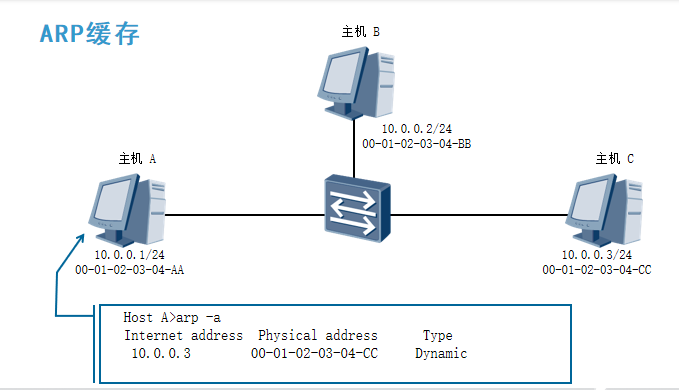 ARP缓存
主机 B
10.0.0.2/24
00-01-02-03-04-BB
主机 A
主机 C
10.0.0.1/24
00-01-02-03-04-AA
10.0.0.3/24
00-01-02-03-04-CC
Host A>arp -a
Internet address Physical address Type
10.0.0.3 00-01-02-03-04-CC Dynamic